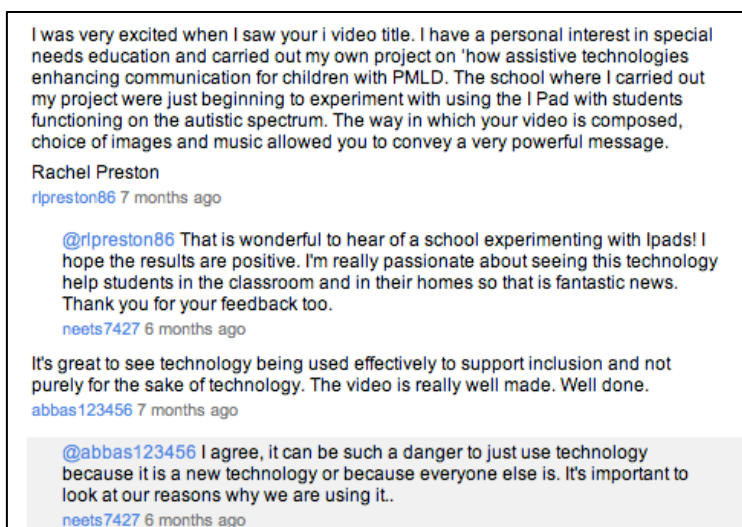 I was very excited when I saw your i video title. I have a personal interest in special
needs education and carried out my own project on 'how assistive technologies
enhancing communication for children with PMLD. The school where I carried out
my project were just beginning to experiment with using the I Pad with students
functioning on the autistic spectrum. The way in which your video is composed,
choice of images and music allowed you to convey a very powerful message.
Rachel Preston
rlpreston86 7 months ago
@rlpreston86 That is wonderful to hear of a school experimenting with Ipads! I
hope the results are positive. I'm really passionate about seeing this technology
help students in the classroom and in their homes so that is fantastic news.
Thank you for your feedback too.
neets7427 6 months ago
It's great to see technology being used effectively to support inclusion and not
purely for the sake of technology. The video is really well made. Well done.
abbas123456 7 months ago
@abbas123456 I agree, it can be such a danger to just use technology
because it is a new technology or because everyone else is. It's important to
look at our reasons why we are using it..
neets7427 6 months ago